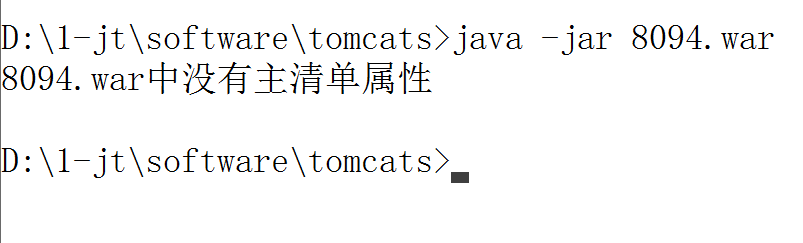 D:\1-jt\software\tomcats>java -jar 8094.war
8094.war中没有主清单属性
D:\1-jt\software\tomcats>